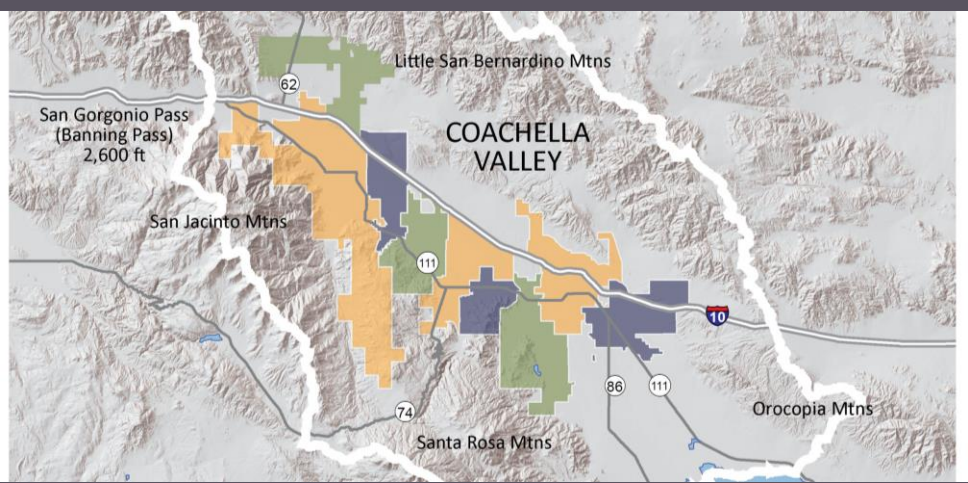 Little San Bernardino Mtns
62
San Gorgonio Pass
(Banning Pass)
2,600 ft
COACHELLA
VALLEY
San Jacinto Mtns
111
10
86
111
74
Orocopia Mtns
Santa Rosa Mtns